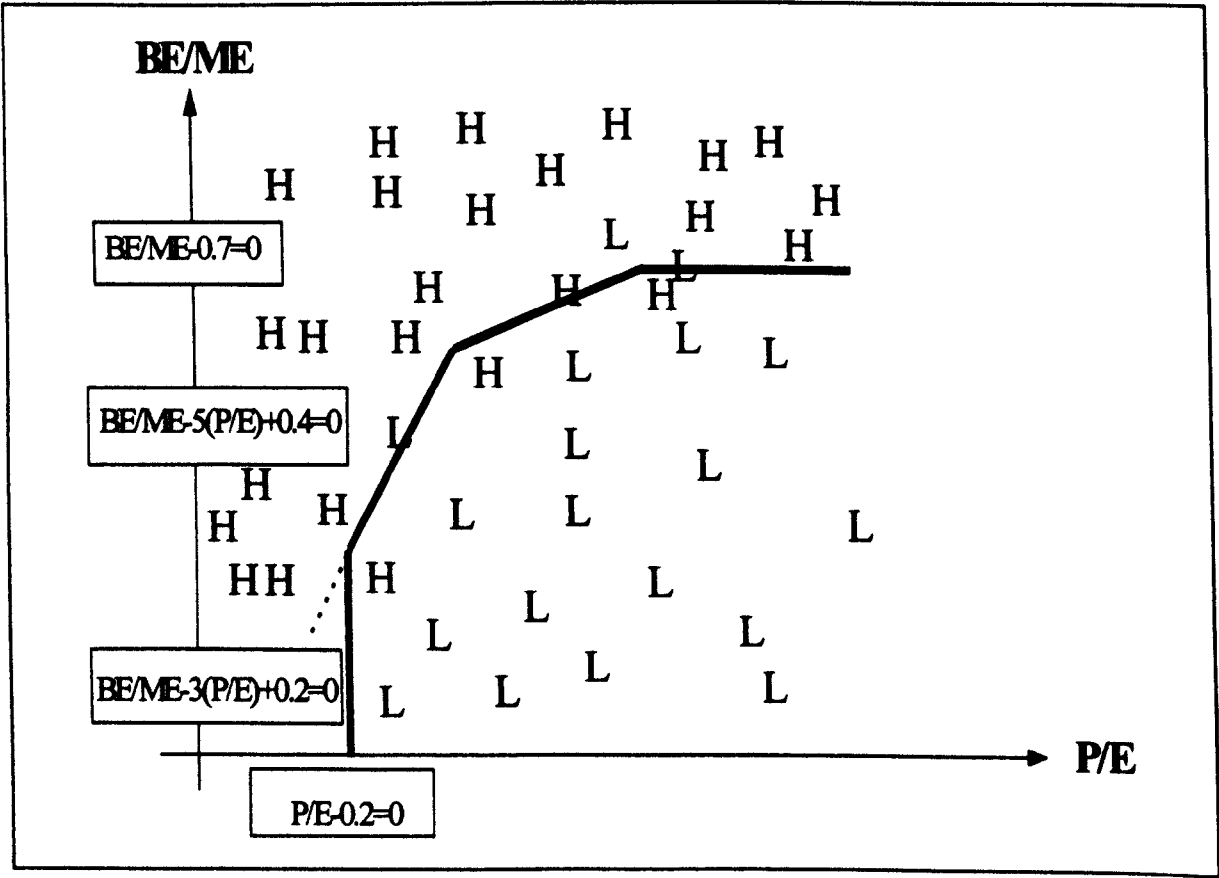 BE/ME
H H H H H
H
H H H H H
L H
BE/ME-0.7=0 L
H H H
H H H L L
H L
BE/ME-5(P/E)+0.4=0 L L
H L
H H L L L
H H H L
L L L
L
BE/ME-3(P/E)+0.2=0 L L L
P/E
P/E-0.2=0